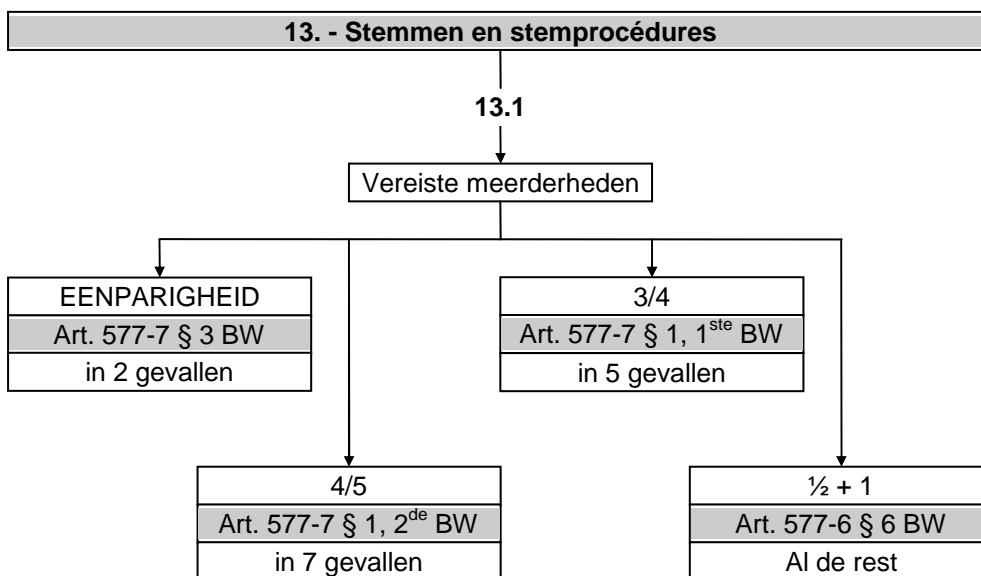 13. - Stemmen en stemprocédures
13.1
Vereiste meerderheden
EENPARIGHEID
Art. 577-7 § 3 BW
in 2 gevallen
3/4
Art. 577-7 § 1, 1ste BW
in 5 gevallen
4/5
Art. 577-7 § 1, 2de BW
in 7 gevallen
½ + 1
Art. 577-6 § 6 BW
Al de rest